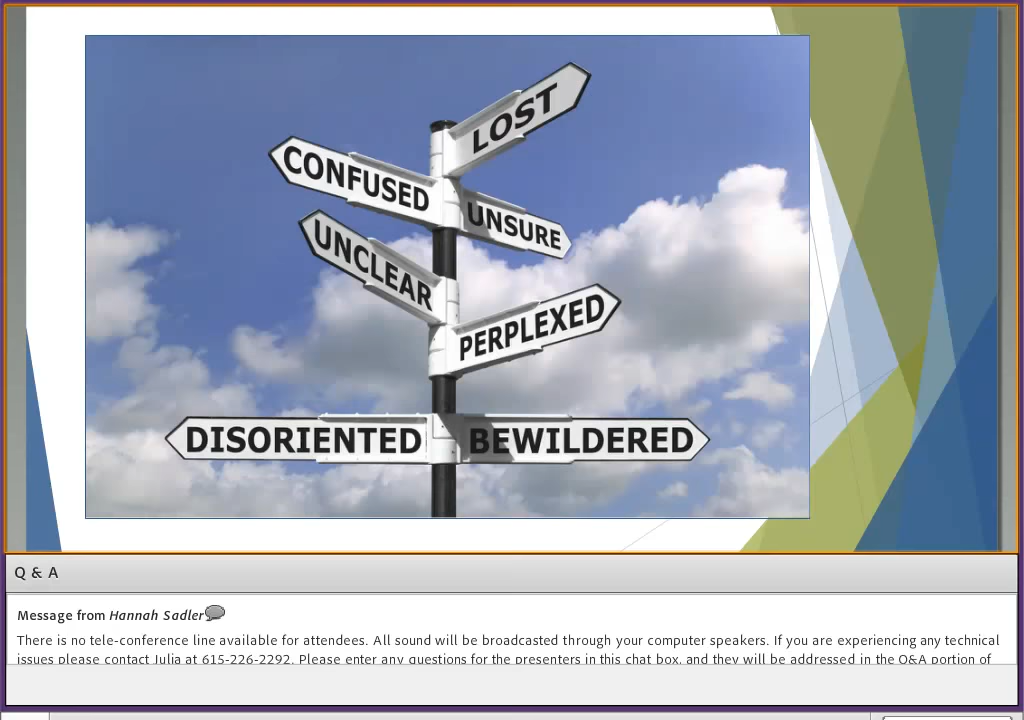 LOST
CONFUSED
UNSURE
UNCLEAR
PERPLEXED
DISORIENTED
BEWILDERED
Q & A
Message from Hannah Sadler
There is no tele-conference line available for attendees. All sound will be broadcasted through your computer speakers. If you are experiencing any technical
issues please contact Julia at 615-226-2292. Please enter any questions for the presenters in this chat box, and they will be addressed in the Q&A portion of